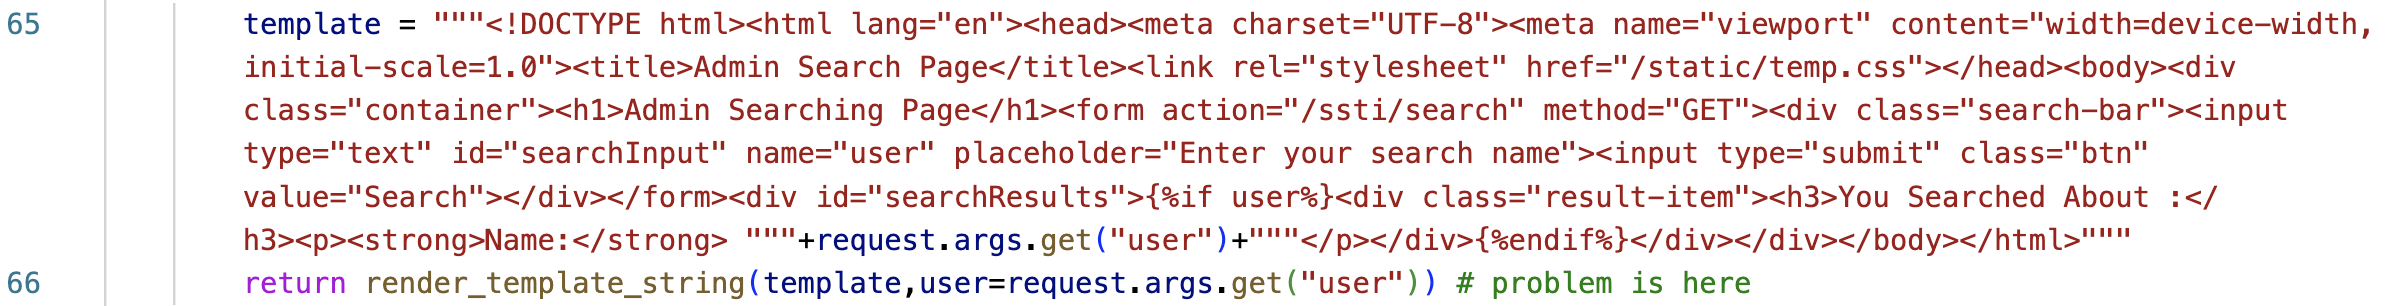 65 template = """<!DOCTYPE html><html lang="en"><head><meta charset="UTF-8"><meta name="viewport" content="width=device-width,
initial-scale=1.0"><title>Admin Search Page</title><link rel="stylesheet" href="/static/temp.css"></head><body><div
class="container"><h1>Admin Searching Page</h1><form action="/ssti/search" method="GET"><div class="search-bar"><input
type="text" id="searchInput" name="user" placeholder="Enter your search name"><input type="submit" class="btn"
value="Search"></div></form><div id="searchResults">{%if user%}<div class="result-item"><h3>You Searched About :</
h3><p><strong>Name:</strong> """+request.args.get("user")+"""</p></div>{%endif%}</div></div></body></html>"""
66 return render_template_string(template,user=request.args.get("user")) # problem is here